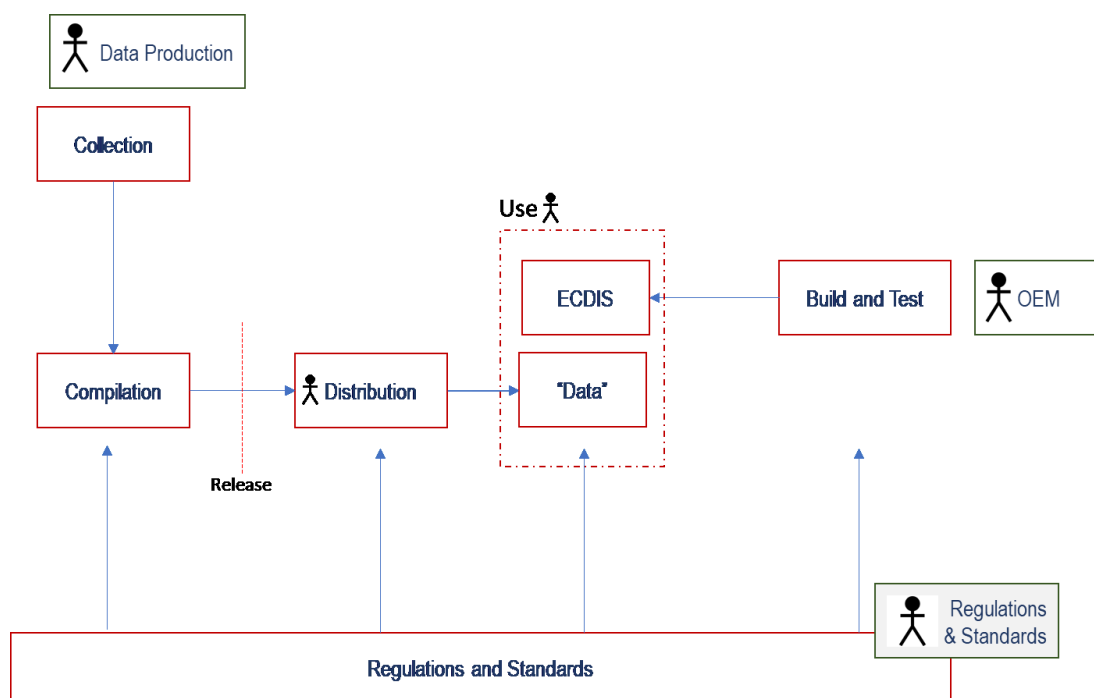 Data Production
Collection
Use
ECDIS
Build and Test
OEM
Compilation
Distribution
“Data”
Release
Regulations
& Standards
Regulations and Standards